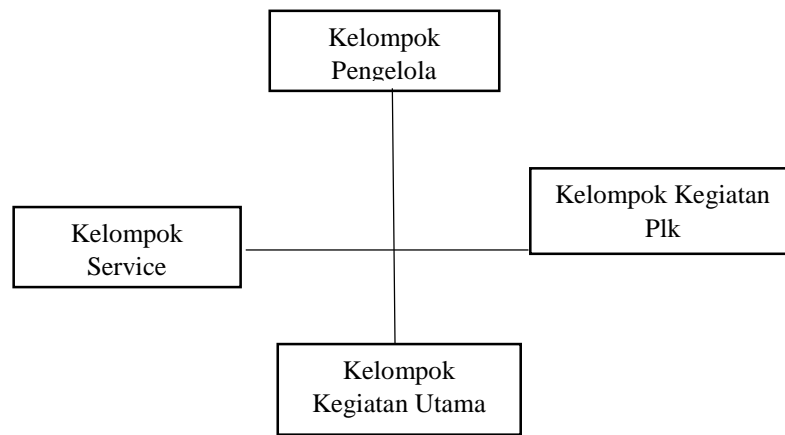 Kelompok
Pengelola
Kelompok Kegiatan
Plk
Kelompok
Service
Kelompok
Kegiatan Utama